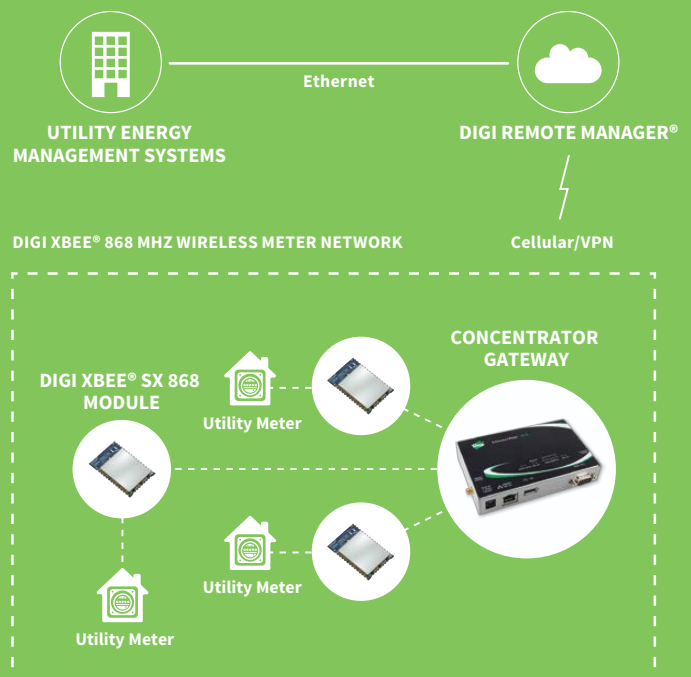 Ethernet
UTILITY ENERGY
MANAGEMENT SYSTEMS
DIGI REMOTE MANAGER®
DIGI XBEE® 868 MHZ WIRELESS METER NETWORK
Cellular/VPN
CONCENTRATOR
GATEWAY
DIGI XBEE® SX 868
MODULE
Utility Meter
Utility Meter
Utility Meter